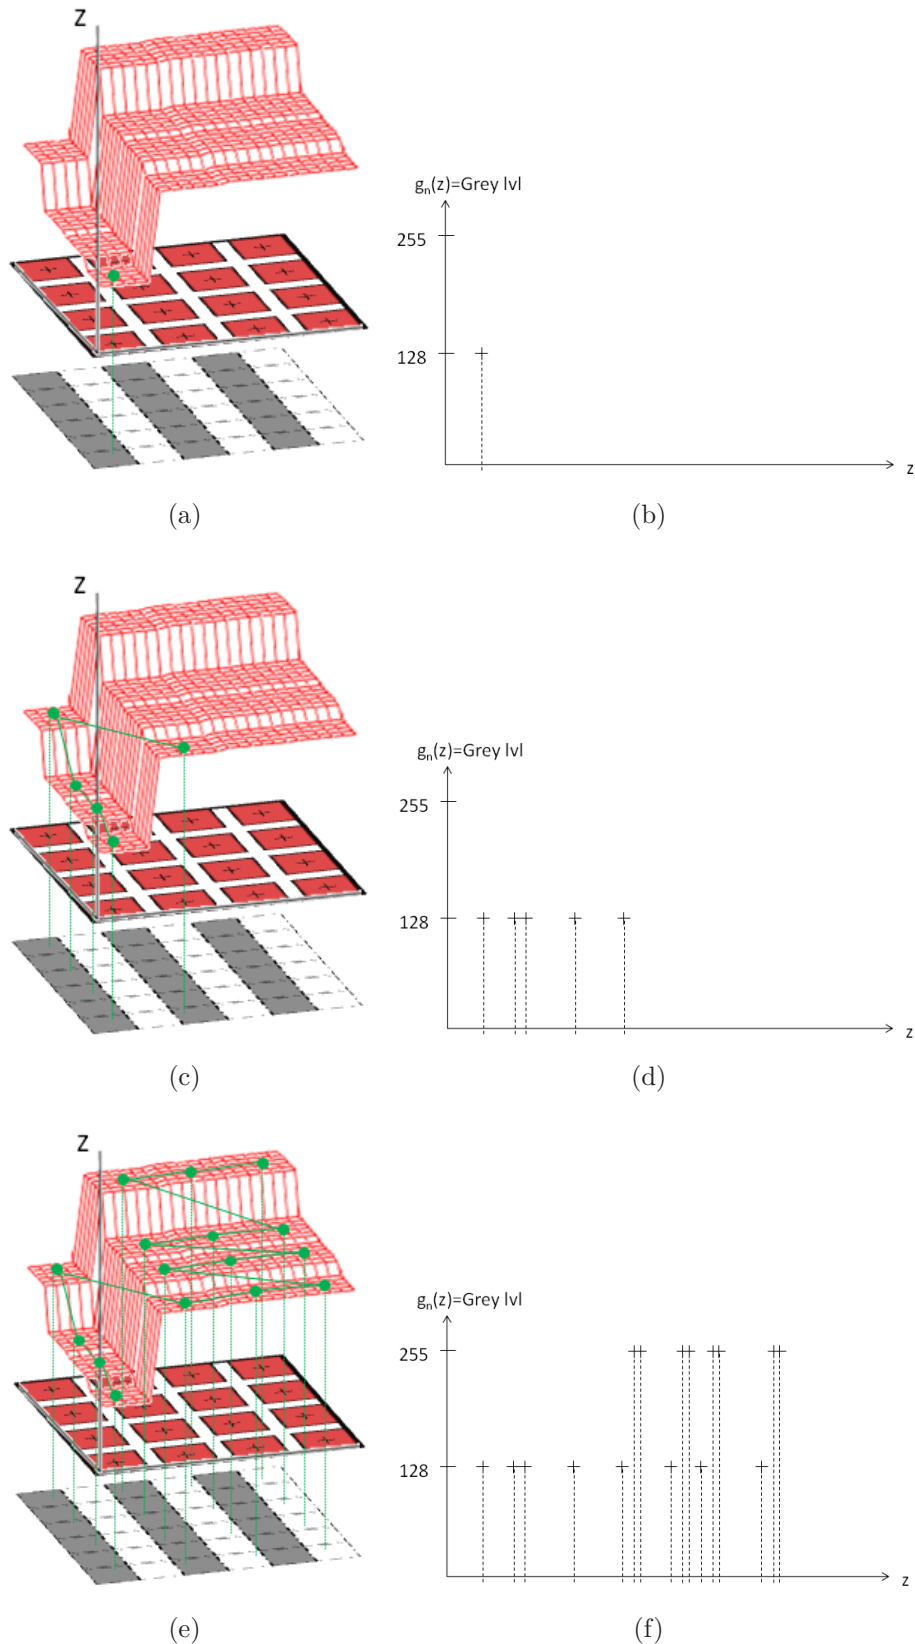 Z
gn(z)=Grey lvl
255
128
z
(a)
(b)
Z
gn(z)=Grey lvl
255
128
z
(c)
(d)
Z
gn(z)=Grey lvl
255
128
z
(e)
(f)